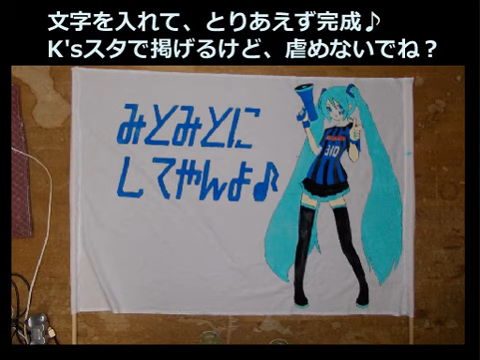 文字を入れて、とりあえず完成♪
K'sスタで掲げるけど、虐めないでね？
みとみとに
してやんよ♪
310